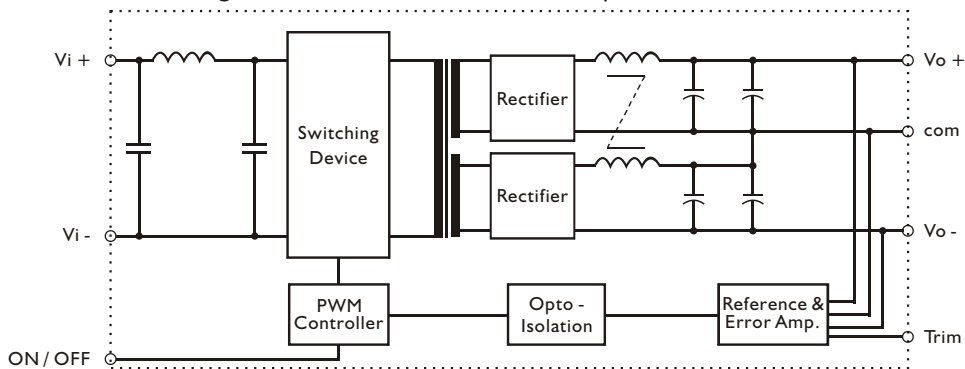 Vi +
Vo +
Rectifier
Switching
Device
com
Rectifier
Vi -
Vo -
PWM
Controller
Opto -
Isolation
Reference &
Error Amp.
Trim
ON / OFF